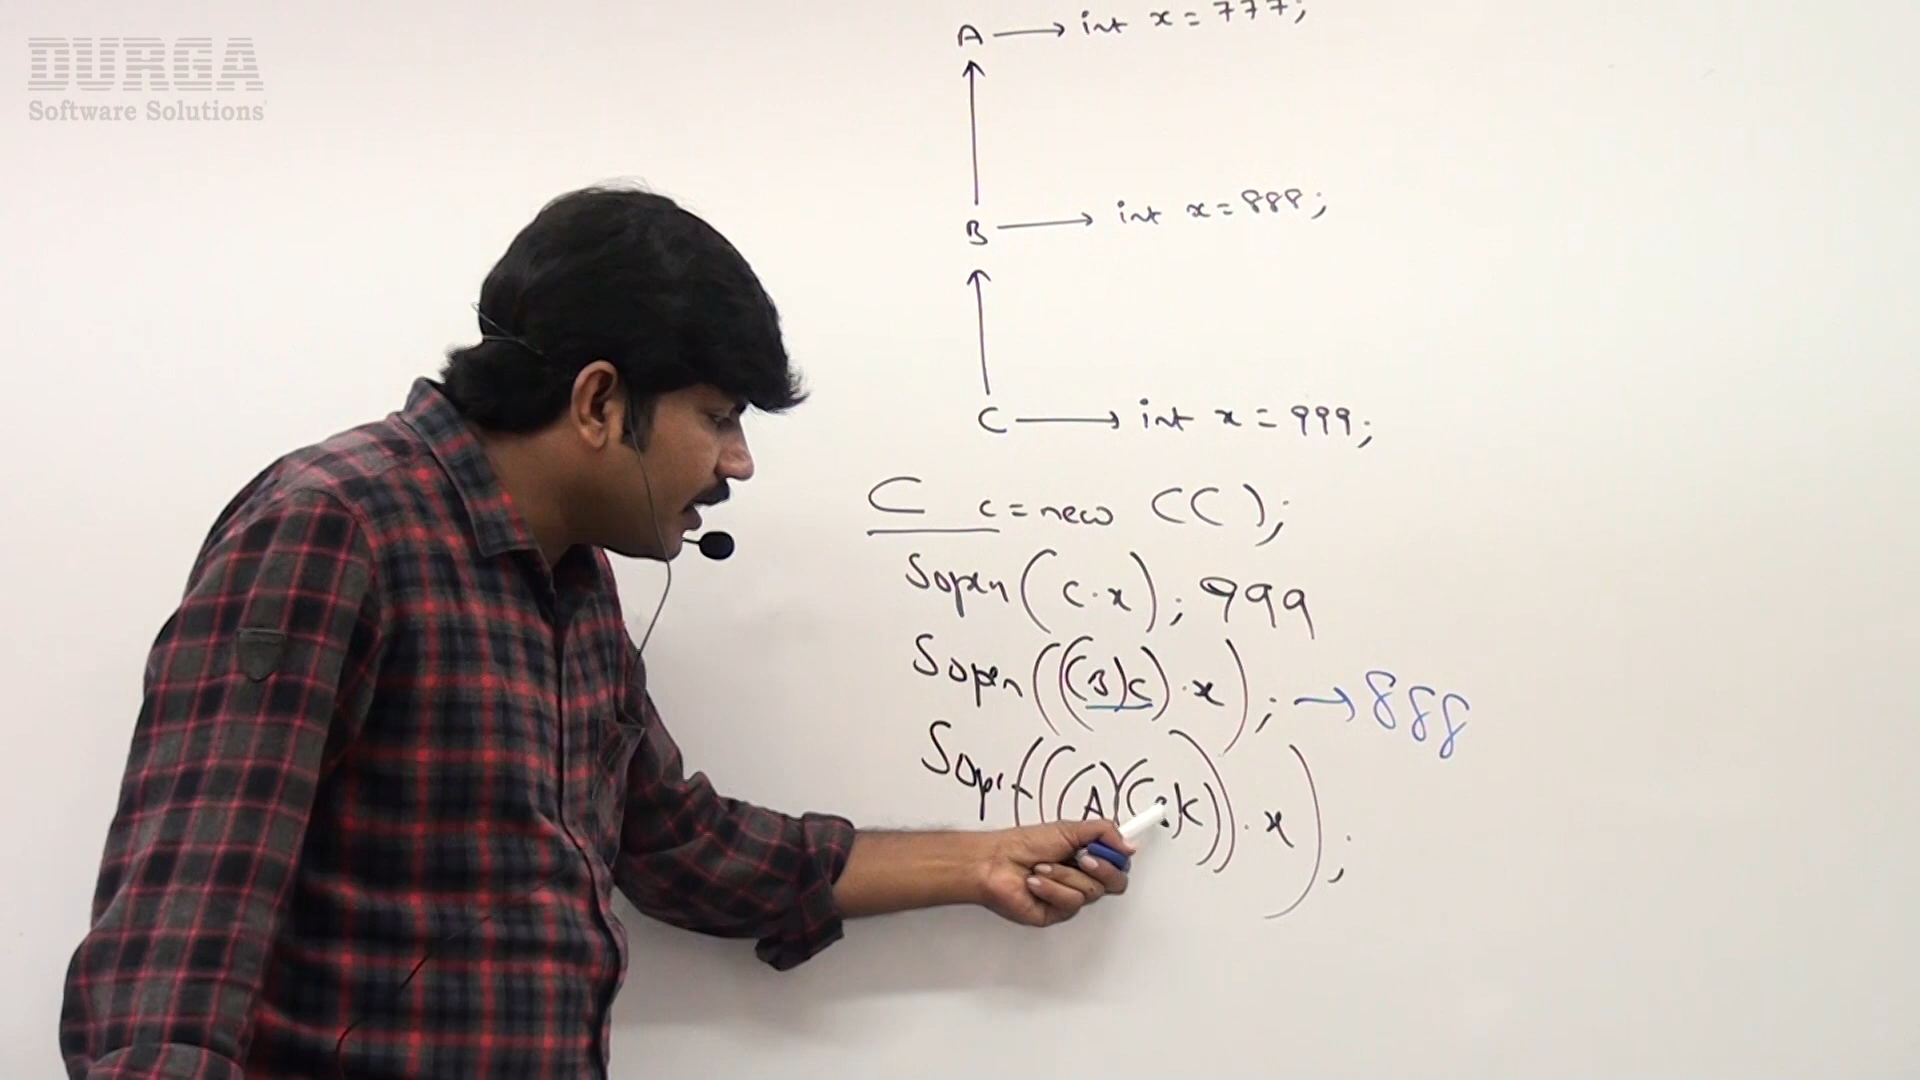 DURGA
Software Solutions
A → int x = 777;
B → int x = 888;
C → int x = 999;
C c = new C( );
Sopln(c.x); 999
Sopln(((B)c).x); → 888
Sopln(((A)((B)c)).x);